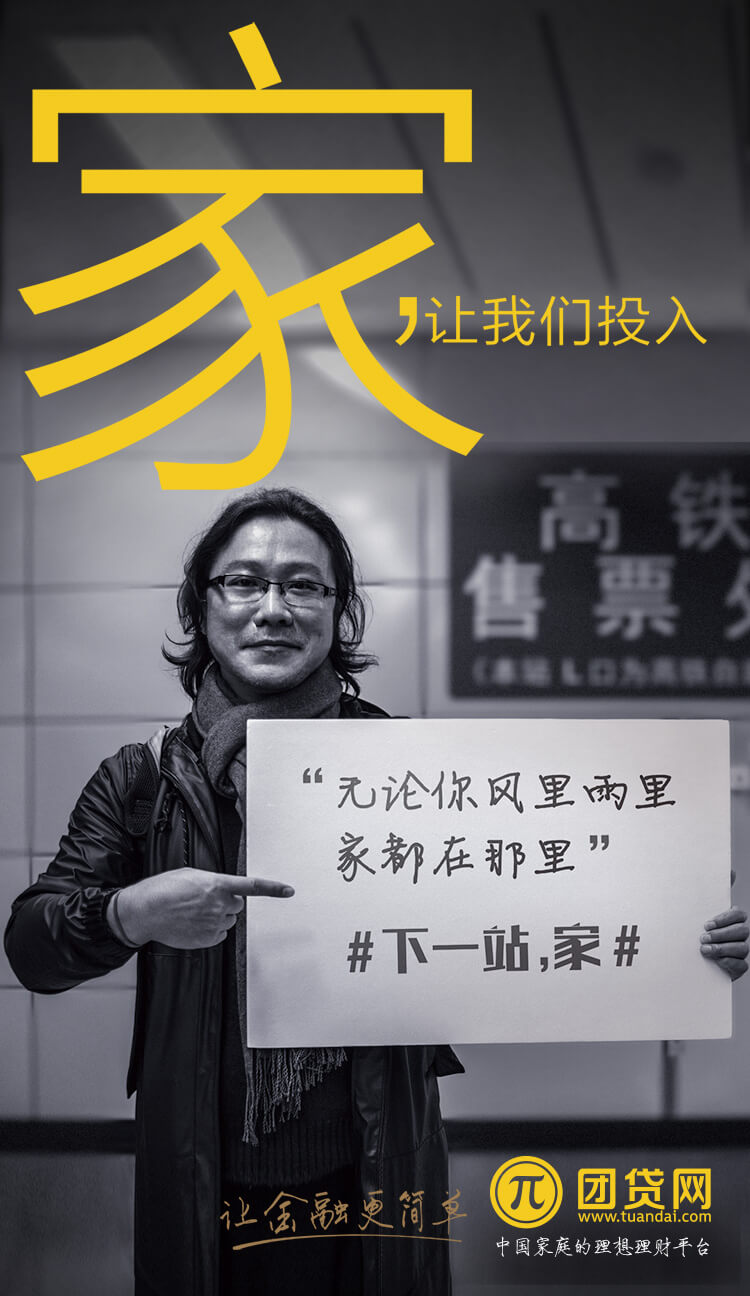 家
，让我们投入
高铁
售票
“无论你风里雨里
家都在那里”
#下一站,家#
让金融更简单
π 团贷网
www.tuandai.com
中国家庭的理想理财平台